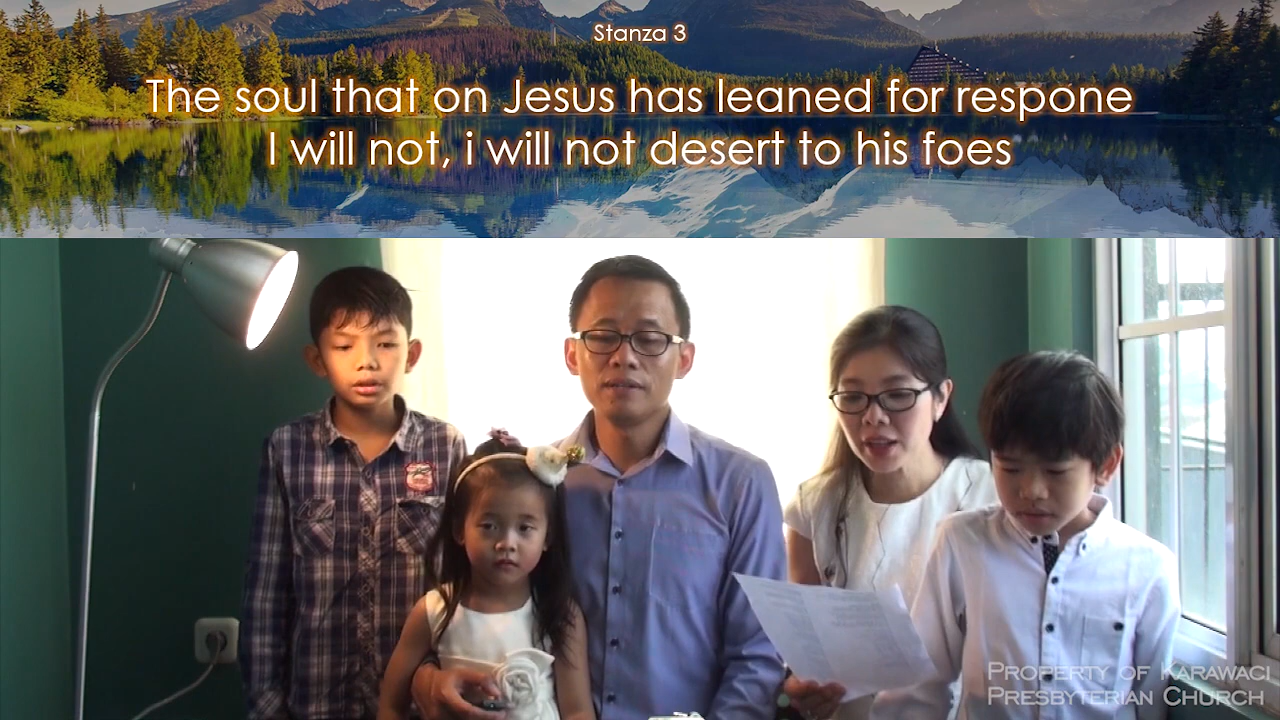 Stanza 3
The soul that on Jesus has leaned for respone
I will not, i will not desert to his foes
PROPERTY OF KARAWACI
PRESBYTERIAN CHURCH